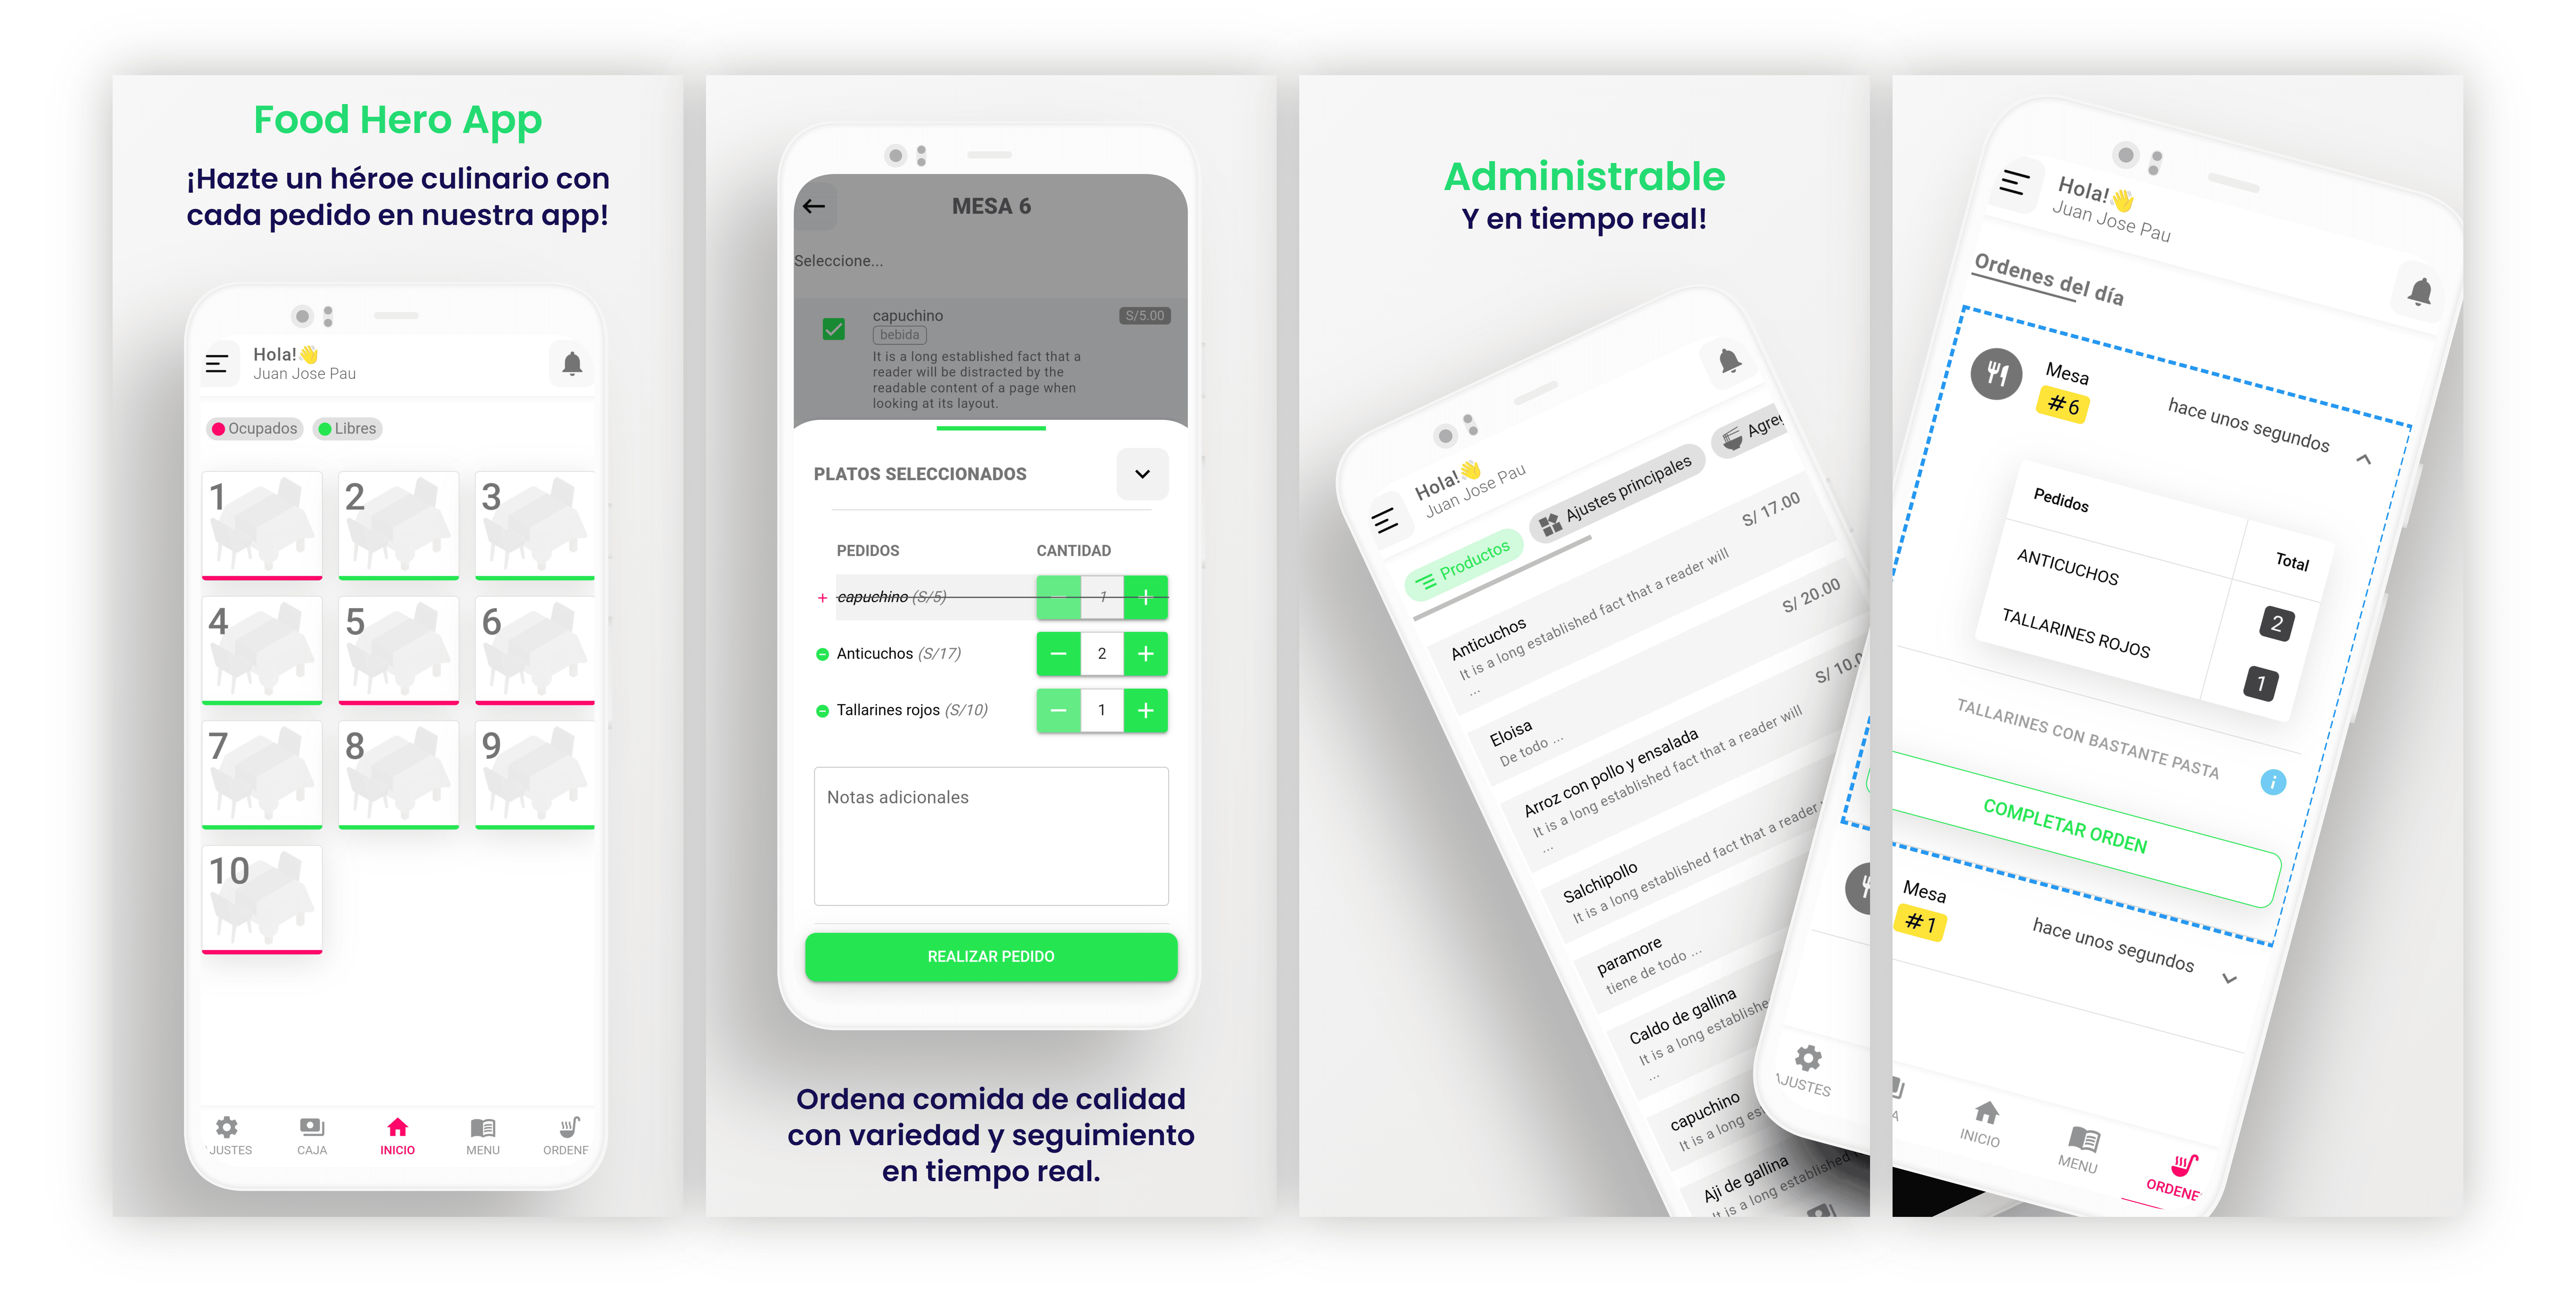 Food Hero App
¡Hazte un héroe culinario con
cada pedido en nuestra app!
Hola!👋
Juan Jose Pau
Ocupados
Libres
1
2
3
4
5
6
7
8
9
10
AJUSTES
CAJA
INICIO
MENU
ORDENE
MESA 6
Seleccione...
capuchino
S/5.00
bebida
It is a long established fact that a
reader will be distracted by the
readable content of a page when
looking at its layout.
PLATOS SELECCIONADOS
PEDIDOS
CANTIDAD
+ capuchino (S/5)
− 1 +
Anticuchos (S/17)
− 2 +
Tallarines rojos (S/10)
− 1 +
Notas adicionales
REALIZAR PEDIDO
Ordena comida de calidad
con variedad y seguimiento
en tiempo real.
Administrable
Y en tiempo real!
Hola!👋
Juan Jose Pau
Productos
Ajustes principales
Agreg
Anticuchos
S/ 17.00
It is a long established fact that a reader will
...
Eloisa
S/ 20.00
De todo ...
Arroz con pollo y ensalada
S/ 10.0
It is a long established fact that a reader will
...
Salchipollo
It is a long established fact that a reader
paramore
tiene de todo ...
Caldo de gallina
It is a long establishe
...
capuchino
It is a long es
Aji de gallina
It is a long established
AJUSTES
Hola!👋
Juan Jose Pau
Ordenes del día
Mesa
#6
hace unos segundos
Pedidos
Total
ANTICUCHOS
2
TALLARINES ROJOS
1
TALLARINES CON BASTANTE PASTA
i
COMPLETAR ORDEN
Mesa
#1
hace unos segundos
A
INICIO
MENU
ORDENE